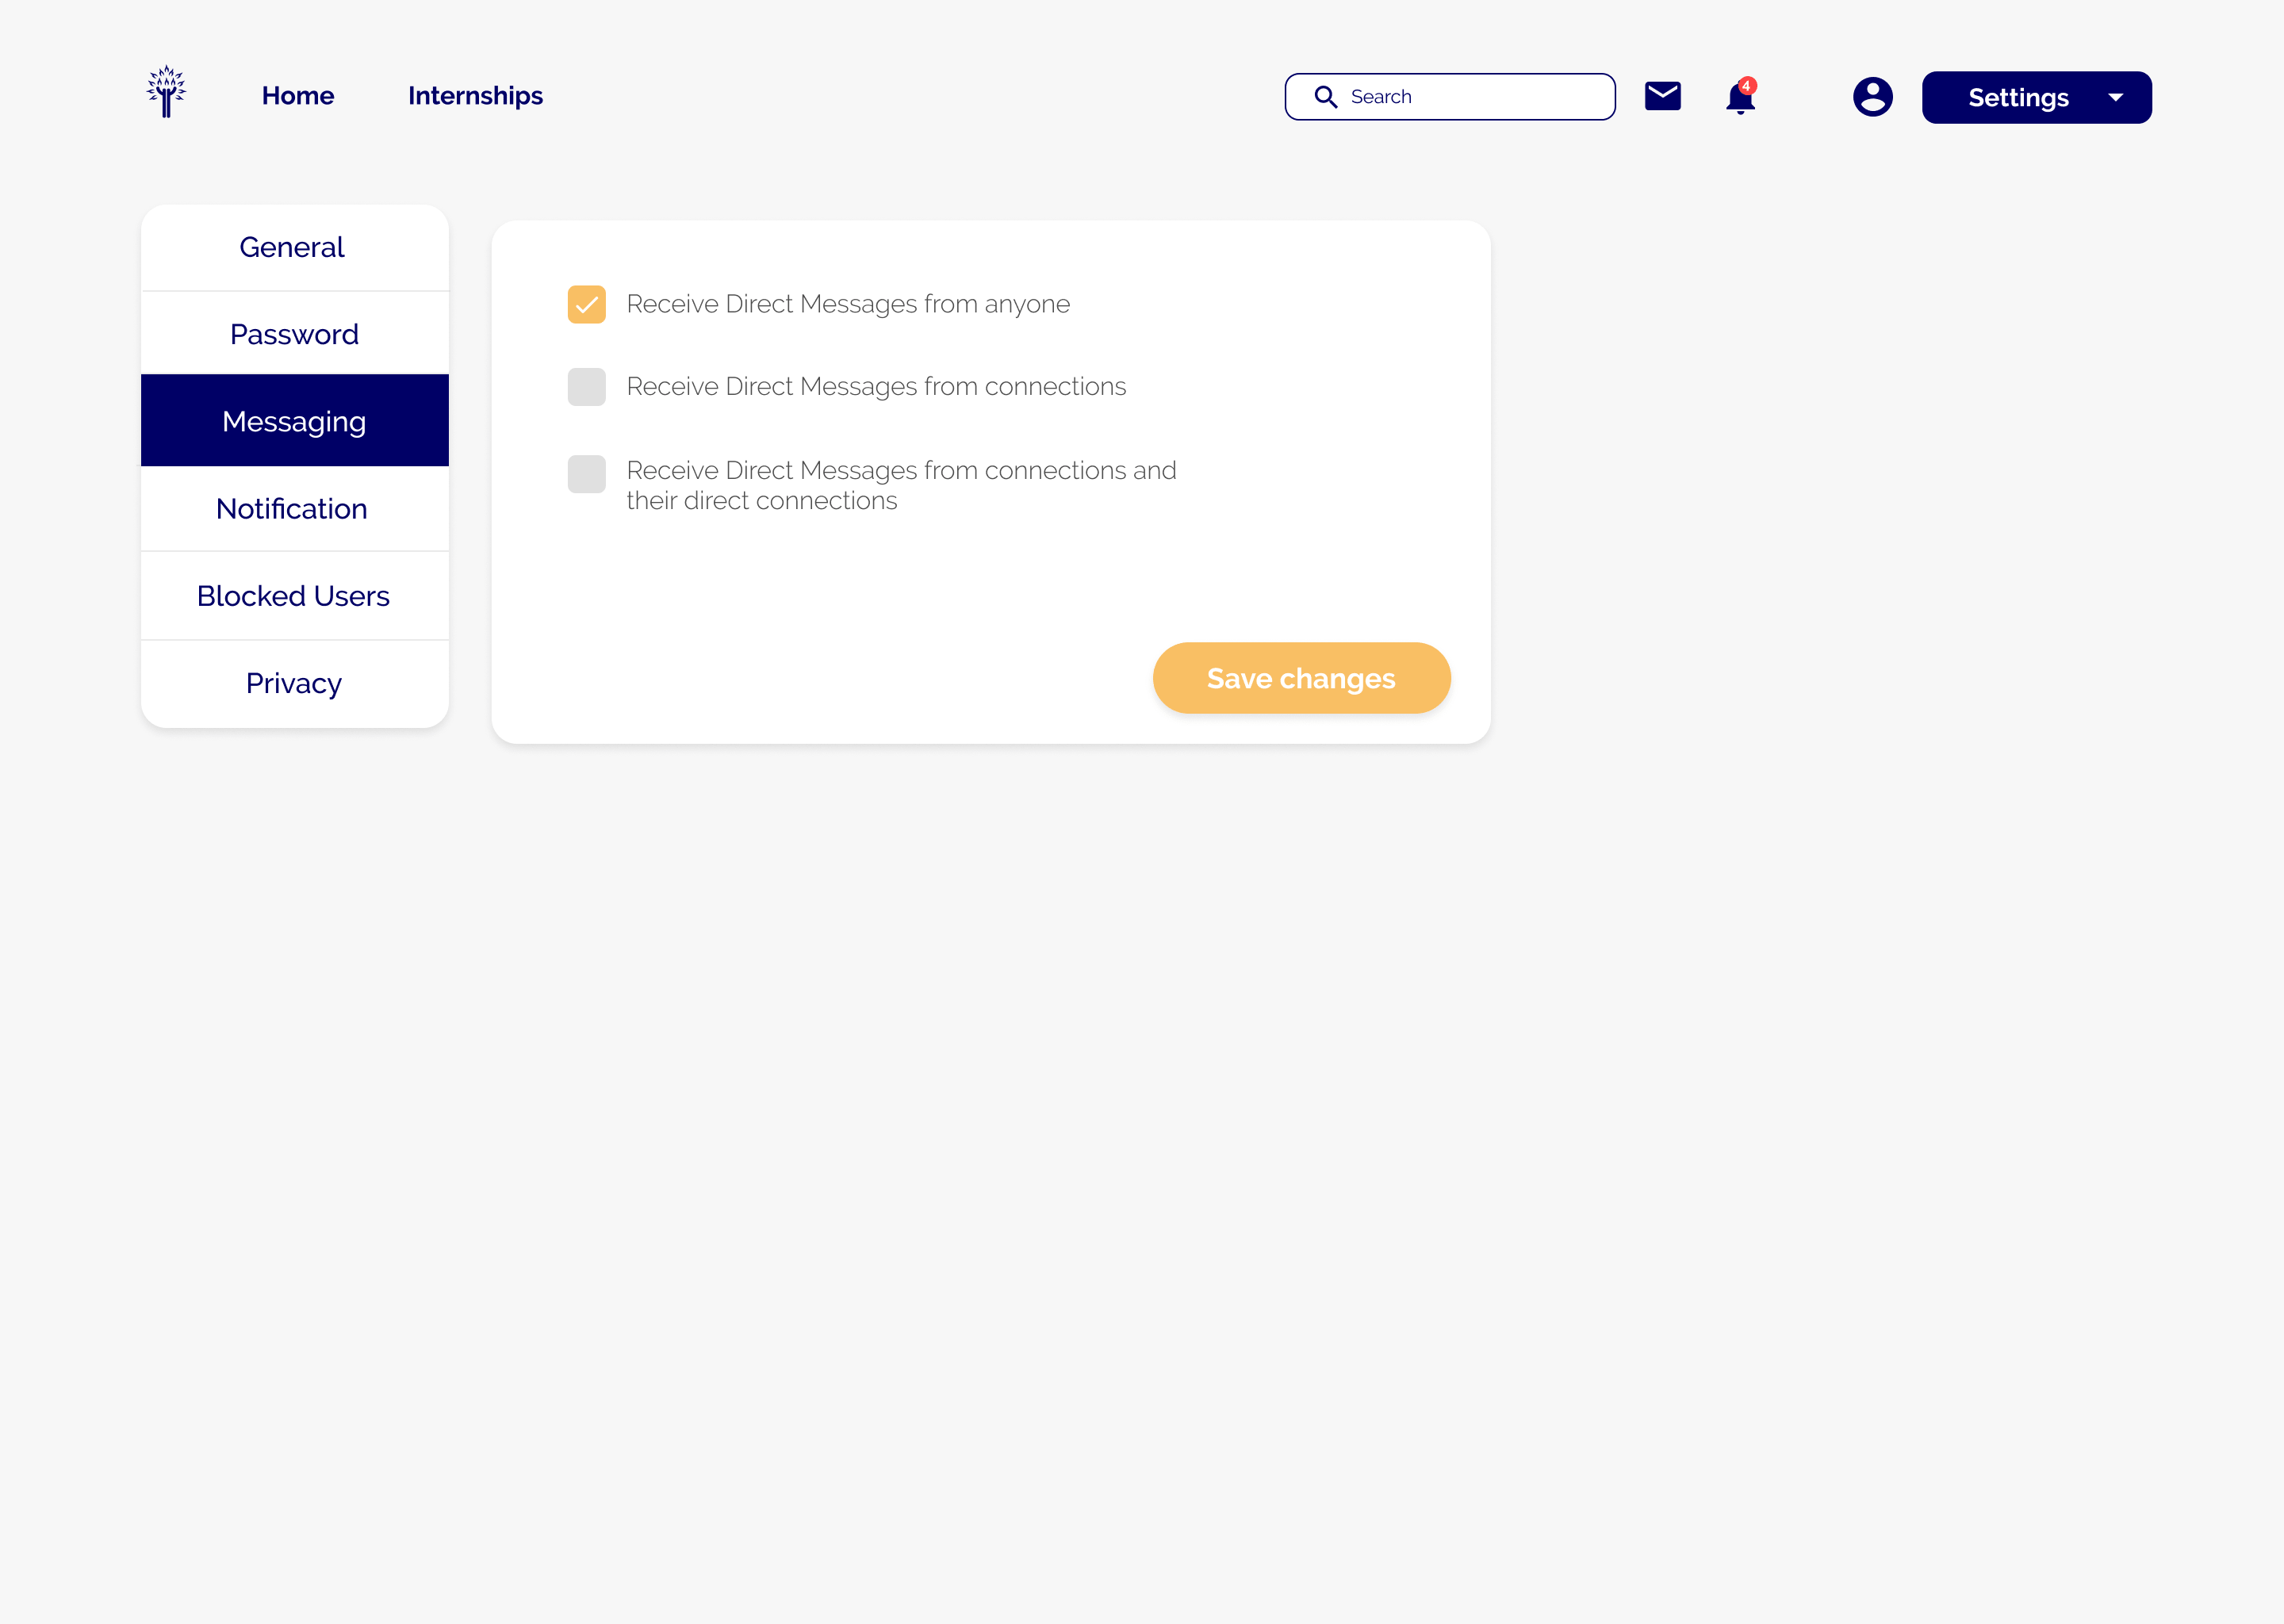 Home
Internships
Search
4
Settings
General
Password
Messaging
Notification
Blocked Users
Privacy
Receive Direct Messages from anyone
Receive Direct Messages from connections
Receive Direct Messages from connections and
their direct connections
Save changes